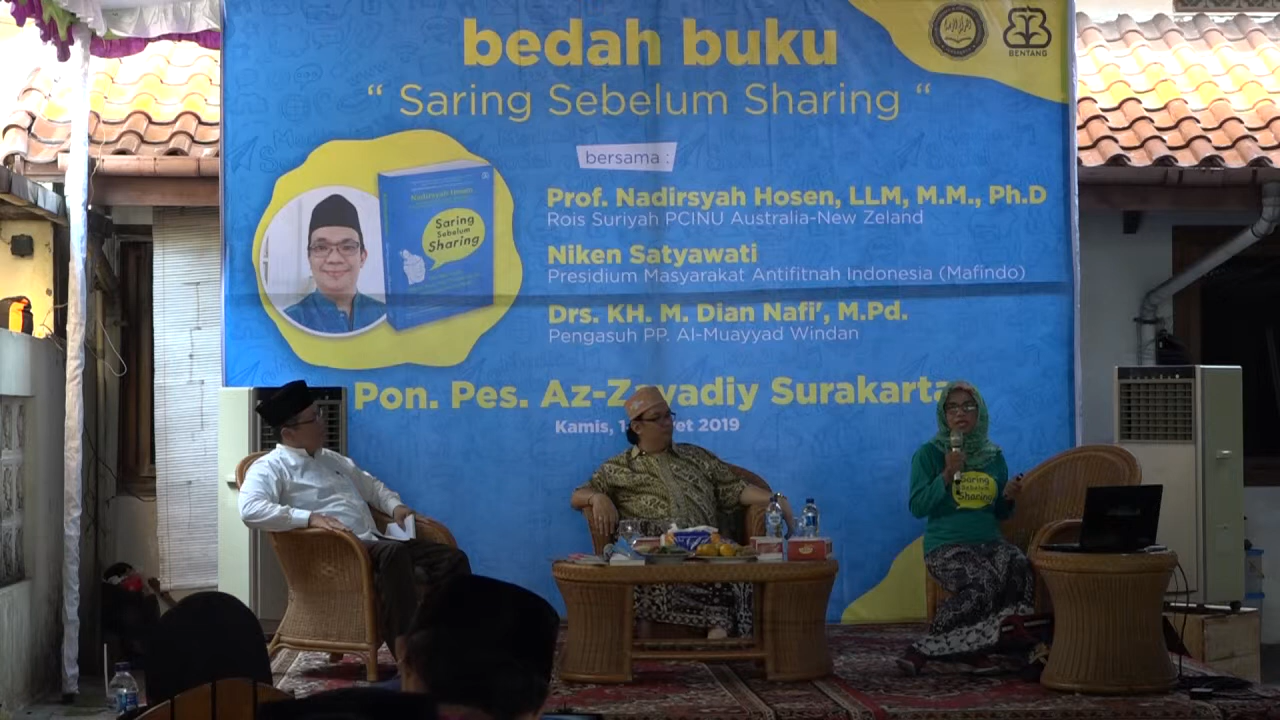 bedah buku
“ Saring Sebelum Sharing “
BENTANG
bersama :
Prof. Nadirsyah Hosen, LLM, M.M., Ph.D
Rois Suriyah PCINU Australia-New Zeland
Niken Satyawati
Presidium Masyarakat Antifitnah Indonesia (Mafindo)
Drs. KH. M. Dian Nafi', M.Pd.
Pengasuh PP. Al-Muayyad Windan
Nadirsyah Hosen
Saring
Sebelum
Sharing
Pon. Pes. Az-Zayadiy Surakarta
Kamis, 2019
Saring
Sebelum
Sharing